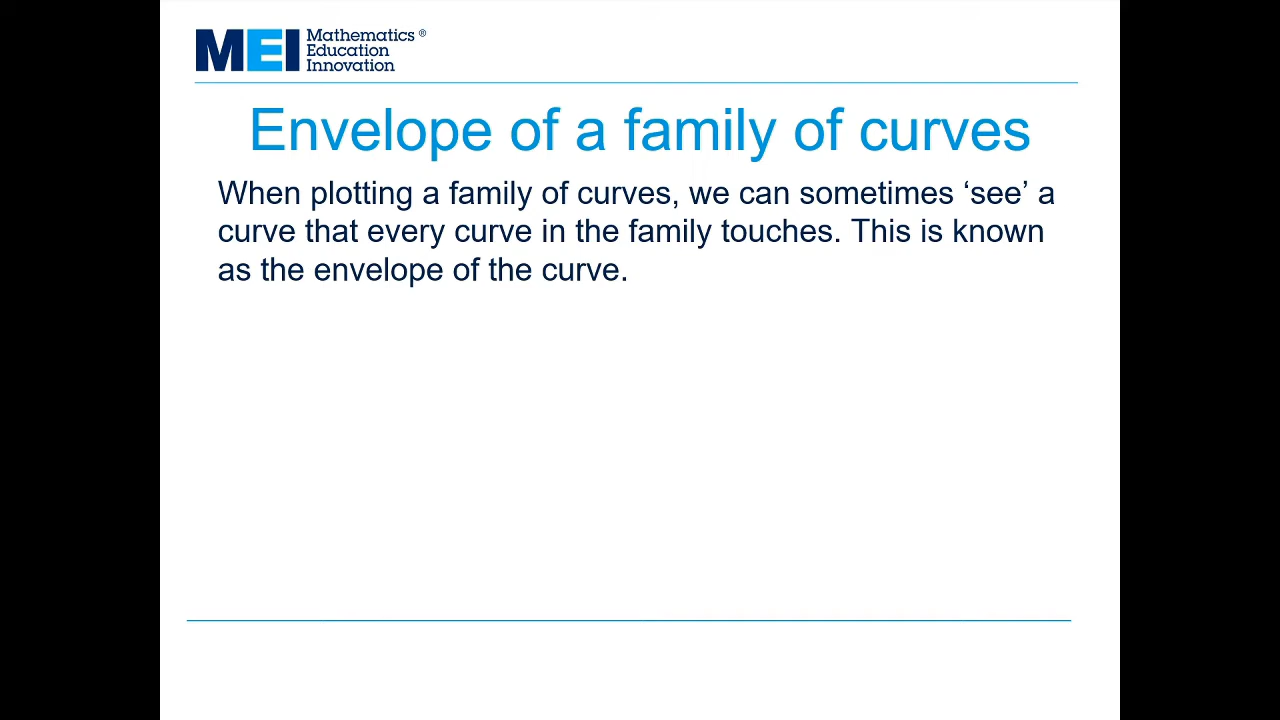 MEI Mathematics ®
Education
Innovation
Envelope of a family of curves
When plotting a family of curves, we can sometimes ‘see’ a
curve that every curve in the family touches. This is known
as the envelope of the curve.